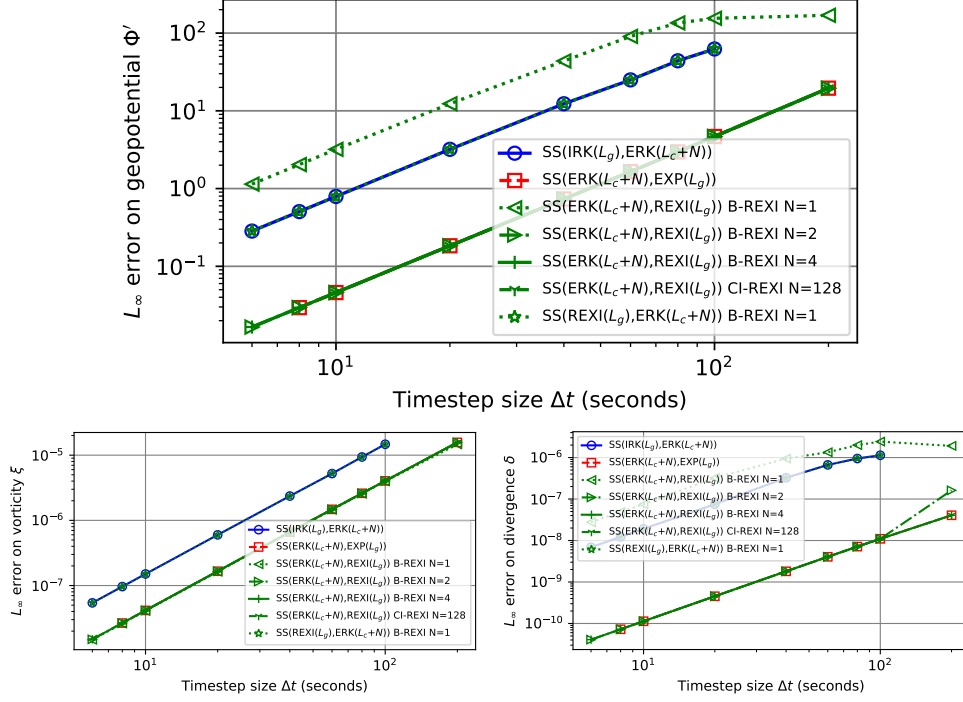 10²
10¹
10⁰
10⁻¹
L∞ error on geopotential Φ′
SS(IRK(Lg),ERK(Lc+N))
SS(ERK(Lc+N),EXP(Lg))
SS(ERK(Lc+N),REXI(Lg)) B-REXI N=1
SS(ERK(Lc+N),REXI(Lg)) B-REXI N=2
SS(ERK(Lc+N),REXI(Lg)) B-REXI N=4
SS(ERK(Lc+N),REXI(Lg)) CI-REXI N=128
SS(REXI(Lg),ERK(Lc+N)) B-REXI N=1
10¹ 10²
Timestep size Δt (seconds)
10⁻⁵
10⁻⁶
10⁻⁷
L∞ error on vorticity ξ
SS(IRK(Lg),ERK(Lc+N))
SS(ERK(Lc+N),EXP(Lg))
SS(ERK(Lc+N),REXI(Lg)) B-REXI N=1
SS(ERK(Lc+N),REXI(Lg)) B-REXI N=2
SS(ERK(Lc+N),REXI(Lg)) B-REXI N=4
SS(ERK(Lc+N),REXI(Lg)) CI-REXI N=128
SS(REXI(Lg),ERK(Lc+N)) B-REXI N=1
10¹ 10²
Timestep size Δt (seconds)
10⁻⁶
10⁻⁷
10⁻⁸
10⁻⁹
10⁻¹⁰
L∞ error on divergence δ
SS(IRK(Lg),ERK(Lc+N))
SS(ERK(Lc+N),EXP(Lg))
SS(ERK(Lc+N),REXI(Lg)) B-REXI N=1
SS(ERK(Lc+N),REXI(Lg)) B-REXI N=2
SS(ERK(Lc+N),REXI(Lg)) B-REXI N=4
SS(ERK(Lc+N),REXI(Lg)) CI-REXI N=128
SS(REXI(Lg),ERK(Lc+N)) B-REXI N=1
10¹ 10²
Timestep size Δt (seconds)